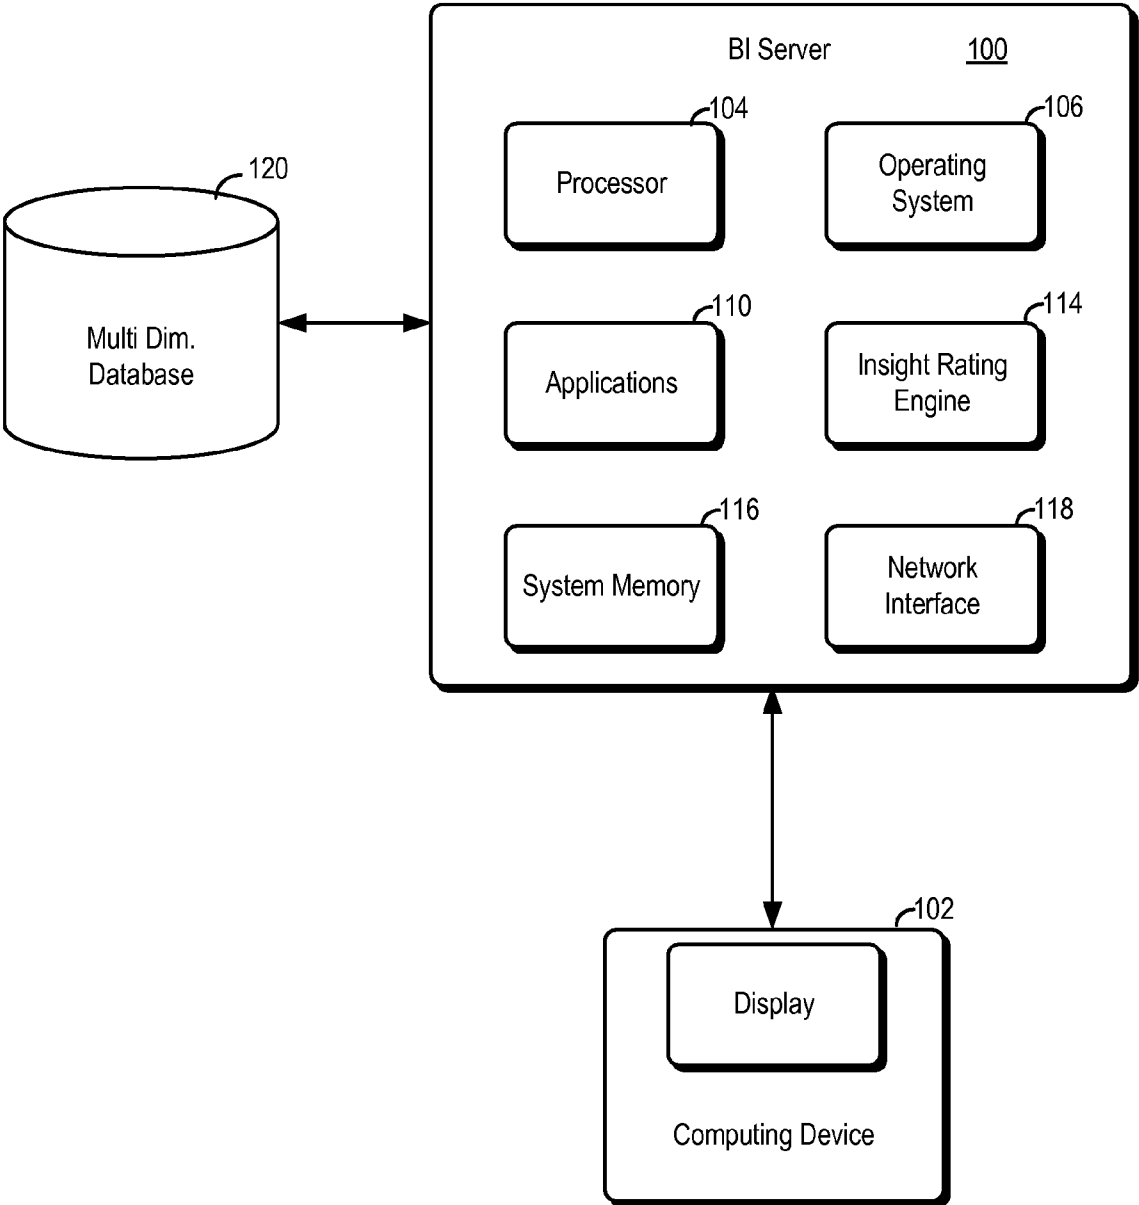 BI Server 100
104
106
Processor
Operating
System
120
Multi Dim.
Database
110
114
Applications
Insight Rating
Engine
116
118
System Memory
Network
Interface
102
Display
Computing Device